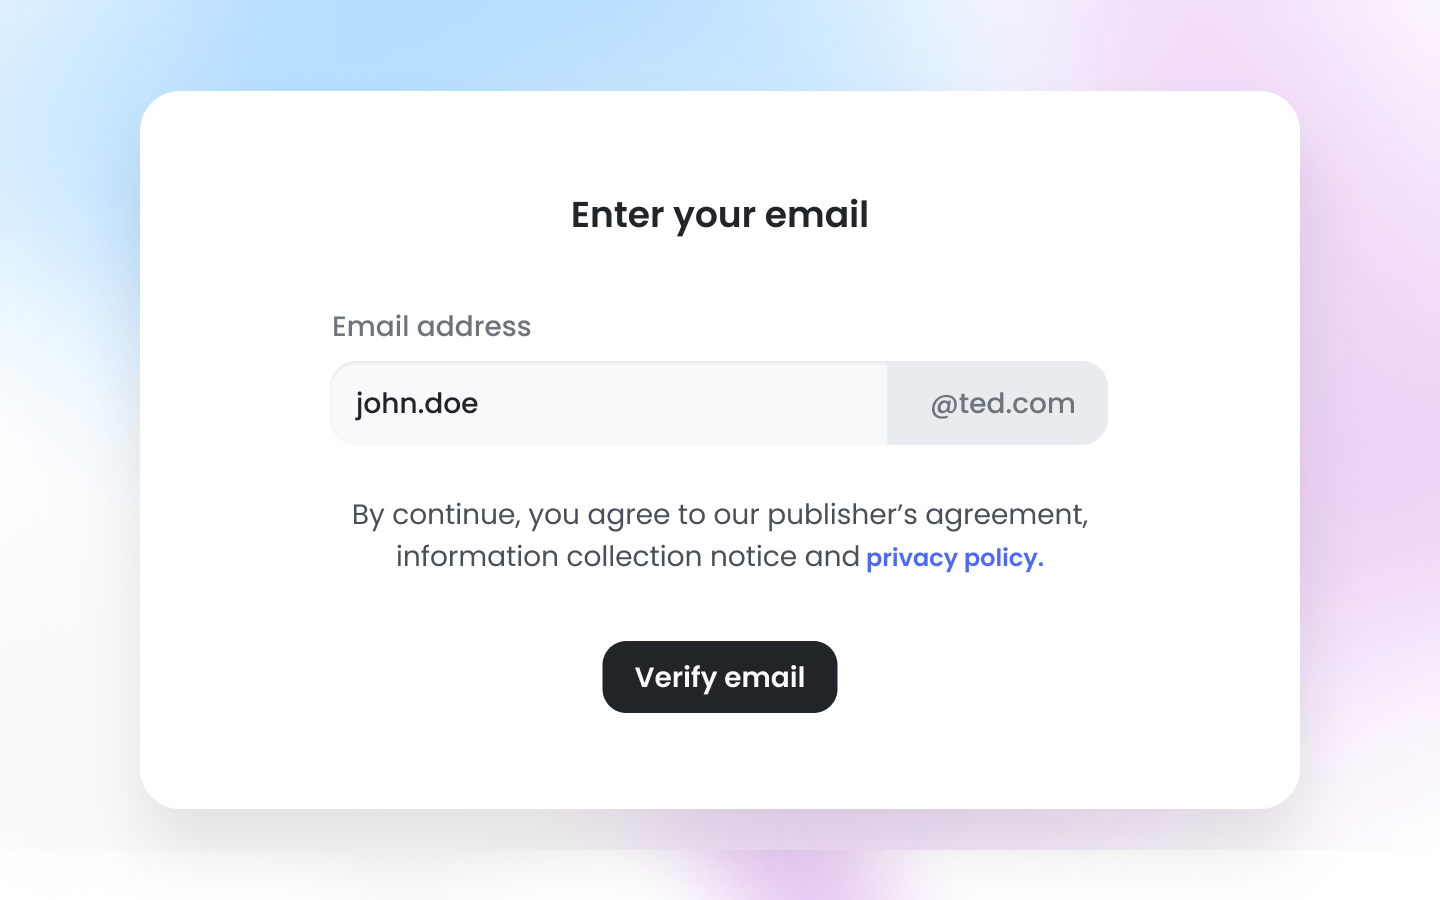 Enter your email
Email address
john.doe @ted.com
By continue, you agree to our publisher’s agreement,
information collection notice and privacy policy.
Verify email